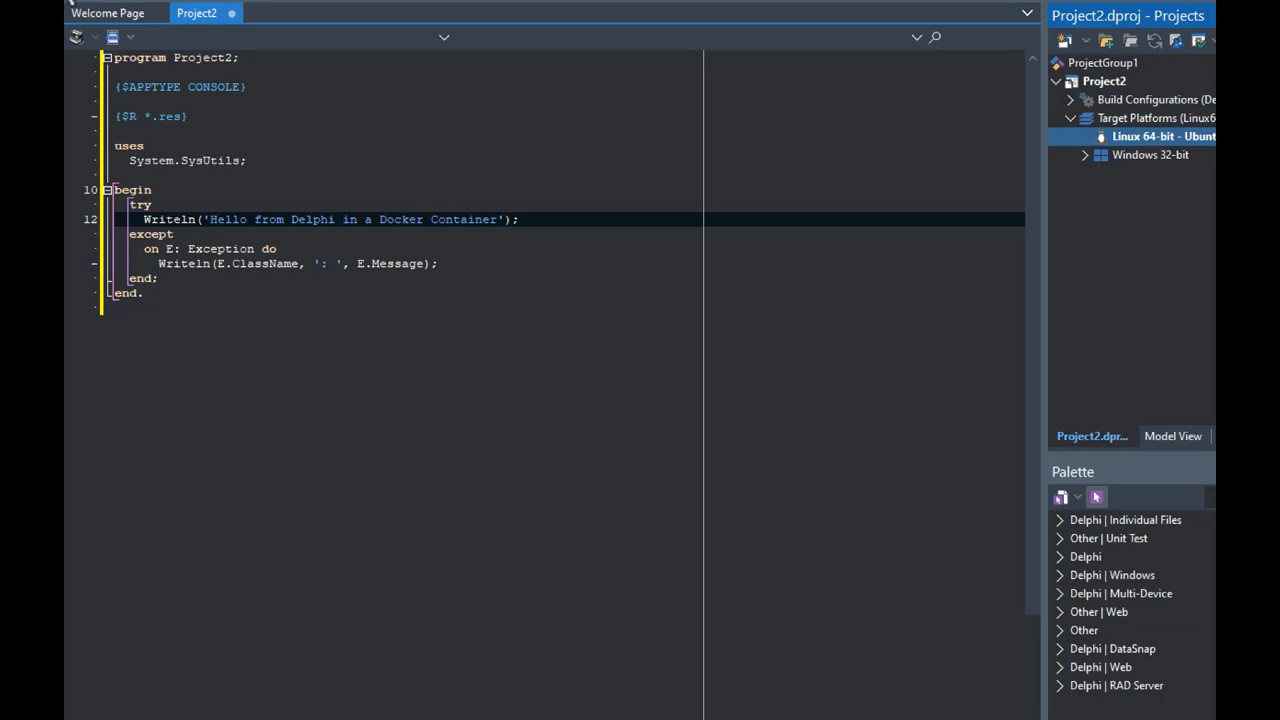 Welcome Page
Project2
program Project2;
{$APPTYPE CONSOLE}
{$R *.res}
uses
System.SysUtils;
10 begin
try
12 Writeln('Hello from Delphi in a Docker Container');
except
on E: Exception do
Writeln(E.ClassName, ': ', E.Message);
end;
end.
Project2.dproj - Projects
ProjectGroup1
Project2
Build Configurations (De
Target Platforms (Linux6
Linux 64-bit - Ubunt
Windows 32-bit
Project2.dpr...
Model View
Palette
Delphi | Individual Files
Other | Unit Test
Delphi
Delphi | Windows
Delphi | Multi-Device
Other | Web
Other
Delphi | DataSnap
Delphi | Web
Delphi | RAD Server